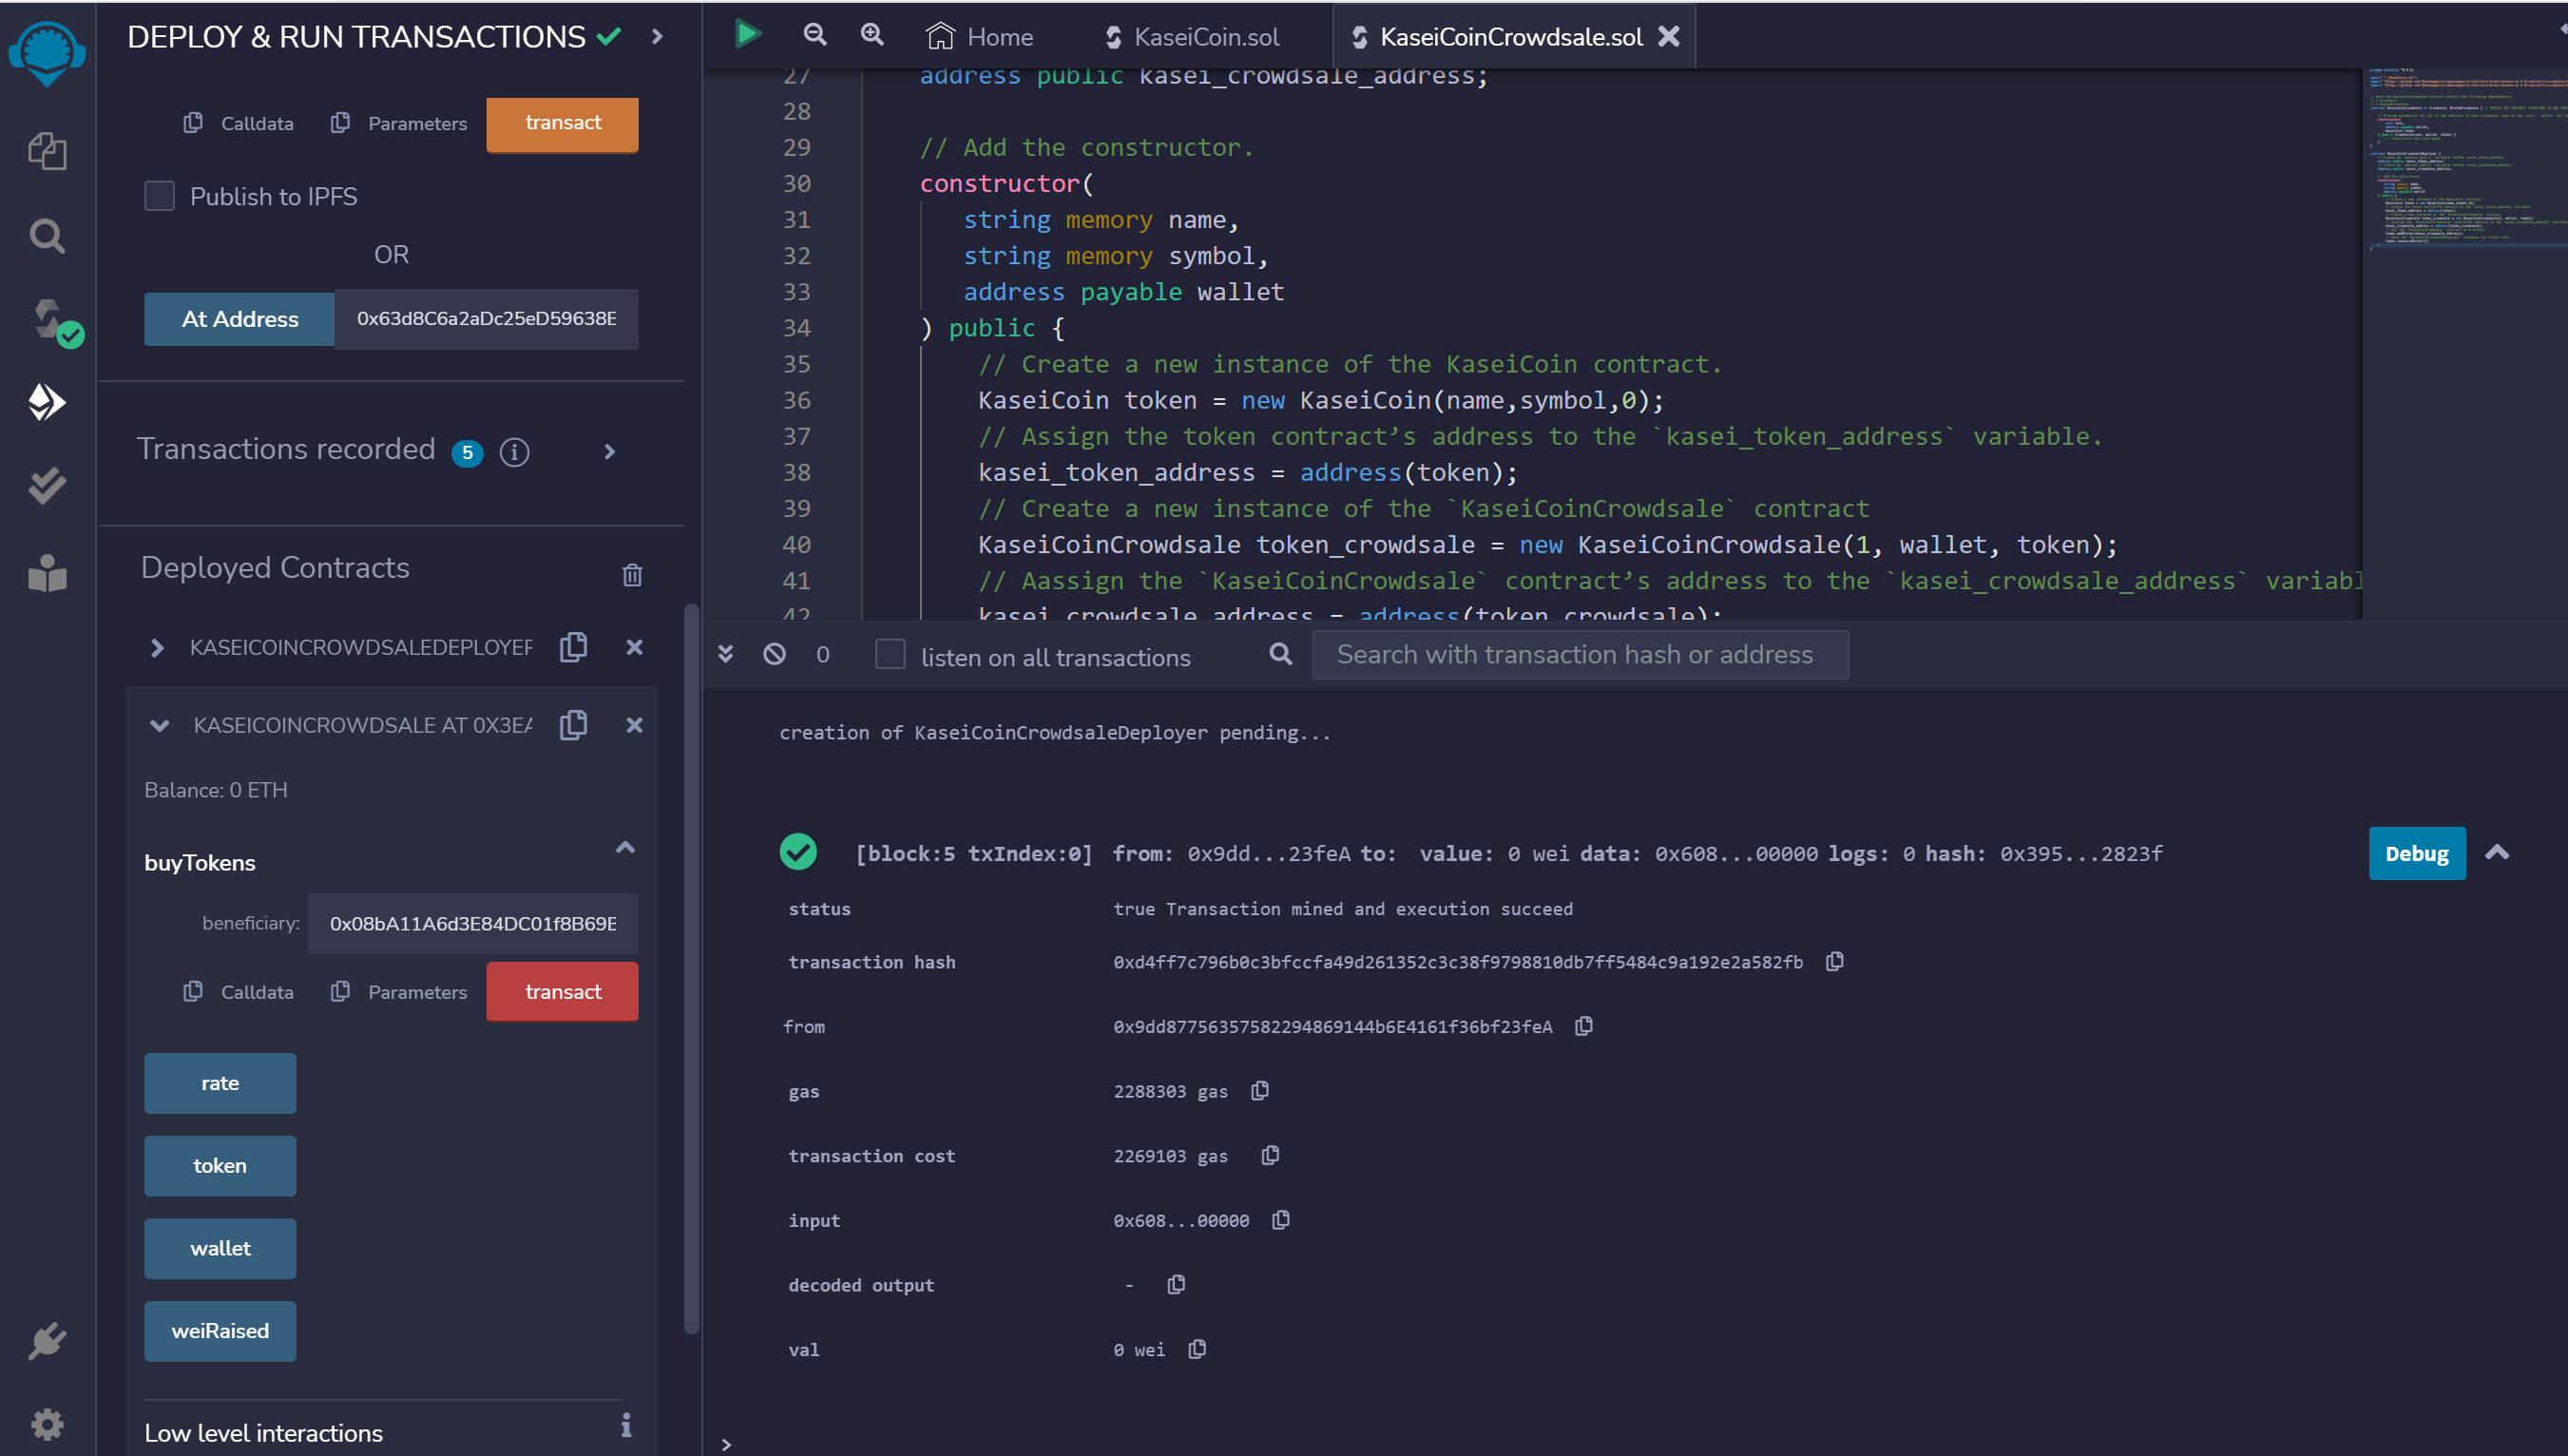 DEPLOY & RUN TRANSACTIONS
Calldata Parameters transact
Publish to IPFS
OR
At Address 0x63d8C6a2aDc25eD59638E
Transactions recorded 5
Deployed Contracts
KASEICOINCROWDSALEDEPLOYER
KASEICOINCROWDSALE AT 0X3EA
Balance: 0 ETH
buyTokens
beneficiary: 0x08bA11A6d3E84DC01f8B69E
Calldata Parameters transact
rate
token
wallet
weiRaised
Low level interactions
Home KaseiCoin.sol KaseiCoinCrowdsale.sol
27 address public kasei_crowdsale_address;
28
29 // Add the constructor.
30 constructor(
31 string memory name,
32 string memory symbol,
33 address payable wallet
34 ) public {
35 // Create a new instance of the KaseiCoin contract.
36 KaseiCoin token = new KaseiCoin(name,symbol,0);
37 // Assign the token contract’s address to the `kasei_token_address` variable.
38 kasei_token_address = address(token);
39 // Create a new instance of the `KaseiCoinCrowdsale` contract
40 KaseiCoinCrowdsale token_crowdsale = new KaseiCoinCrowdsale(1, wallet, token);
41 // Aassign the `KaseiCoinCrowdsale` contract’s address to the `kasei_crowdsale_address` variabl
42 kasei_crowdsale_address = address(token_crowdsale);
0 listen on all transactions Search with transaction hash or address
creation of KaseiCoinCrowdsaleDeployer pending...
[block:5 txIndex:0] from: 0x9dd...23feA to: value: 0 wei data: 0x608...00000 logs: 0 hash: 0x395...2823f Debug
status true Transaction mined and execution succeed
transaction hash 0xd4ff7c796b0c3bfccfa49d261352c3c38f9798810db7ff5484c9a192e2a582fb
from 0x9dd87756357582294869144b6E4161f36bf23feA
gas 2288303 gas
transaction cost 2269103 gas
input 0x608...00000
decoded output -
val 0 wei
>